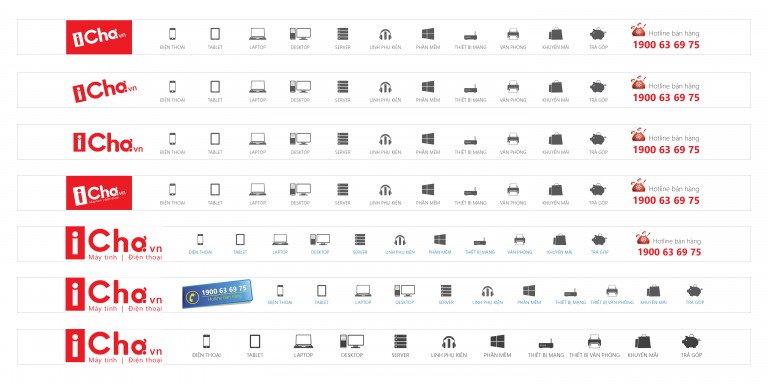 iChợ.vn
ĐIỆN THOẠI TABLET LAPTOP DESKTOP SERVER LINH PHỤ KIỆN PHẦN MỀM THIẾT BỊ MẠNG VĂN PHÒNG KHUYẾN MÃI TRẢ GÓP
Hotline bán hàng
1900 63 69 75
iChợ.vn
ĐIỆN THOẠI TABLET LAPTOP DESKTOP SERVER LINH PHỤ KIỆN PHẦN MỀM THIẾT BỊ MẠNG VĂN PHÒNG KHUYẾN MÃI TRẢ GÓP
Hotline bán hàng
1900 63 69 75
iChợ.vn
ĐIỆN THOẠI TABLET LAPTOP DESKTOP SERVER LINH PHỤ KIỆN PHẦN MỀM THIẾT BỊ MẠNG VĂN PHÒNG KHUYẾN MÃI TRẢ GÓP
Hotline bán hàng
1900 63 69 75
iChợ.vn
ĐIỆN THOẠI TABLET LAPTOP DESKTOP SERVER LINH PHỤ KIỆN PHẦN MỀM THIẾT BỊ MẠNG VĂN PHÒNG KHUYẾN MÃI TRẢ GÓP
Hotline bán hàng
1900 63 69 75
iChợ.vn
Máy tính | Điện thoại
ĐIỆN THOẠI TABLET LAPTOP DESKTOP SERVER LINH PHỤ KIỆN PHẦN MỀM THIẾT BỊ MẠNG VĂN PHÒNG KHUYẾN MÃI TRẢ GÓP
Hotline bán hàng
1900 63 69 75
iChợ.vn
Máy tính | Điện thoại
1900 63 69 75
ĐIỆN THOẠI TABLET LAPTOP DESKTOP SERVER LINH PHỤ KIỆN PHẦN MỀM THIẾT BỊ MẠNG THIẾT BỊ VĂN PHÒNG KHUYẾN MÃI TRẢ GÓP
iChợ.vn
Máy tính | Điện thoại
ĐIỆN THOẠI TABLET LAPTOP DESKTOP SERVER LINH PHỤ KIỆN PHẦN MỀM THIẾT BỊ MẠNG THIẾT BỊ VĂN PHÒNG KHUYẾN MÃI TRẢ GÓP